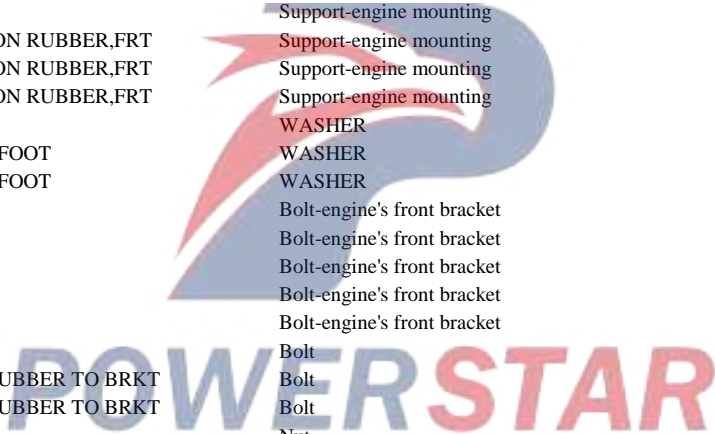 Support-engine mounting
ON RUBBER,FRT Support-engine mounting
ON RUBBER,FRT Support-engine mounting
ON RUBBER,FRT Support-engine mounting
WASHER
FOOT WASHER
FOOT WASHER
Bolt-engine's front bracket
Bolt-engine's front bracket
Bolt-engine's front bracket
Bolt-engine's front bracket
Bolt-engine's front bracket
Bolt
UBBER TO BRKT Bolt
UBBER TO BRKT Bolt
POWERSTAR